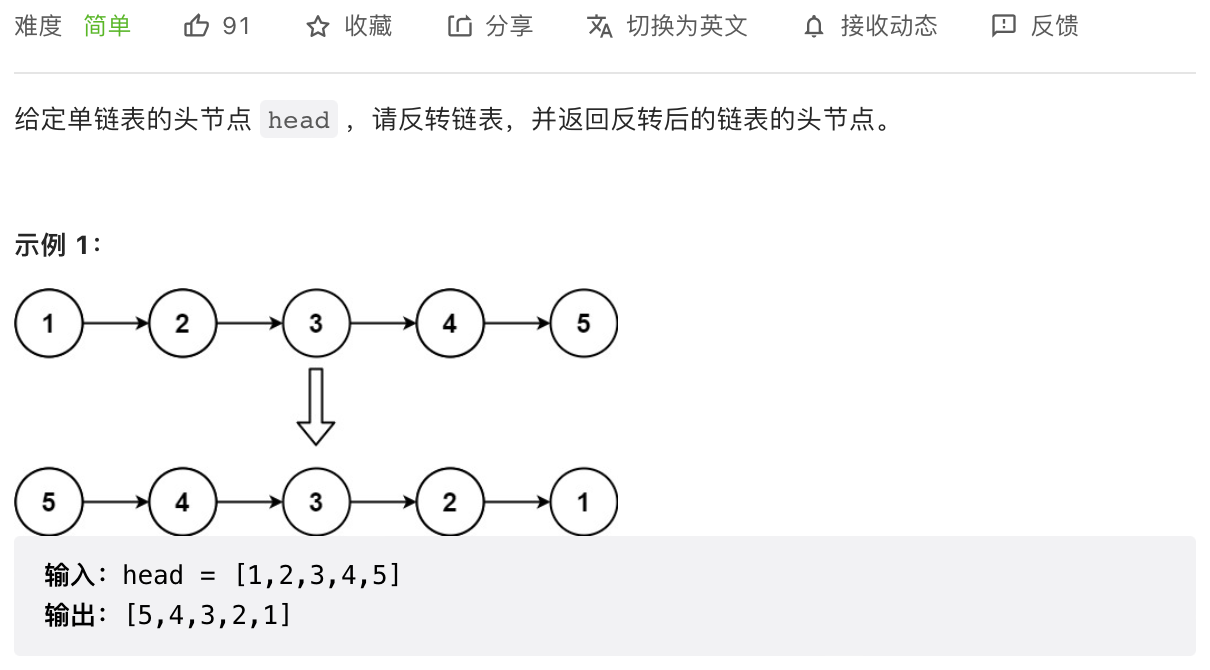 难度 简单 91 收藏 分享 切换为英文 接收动态 反馈
给定单链表的头节点 head ，请反转链表，并返回反转后的链表的头节点。
示例 1：
1 2 3 4 5
5 4 3 2 1
输入：head = [1,2,3,4,5]
输出：[5,4,3,2,1]